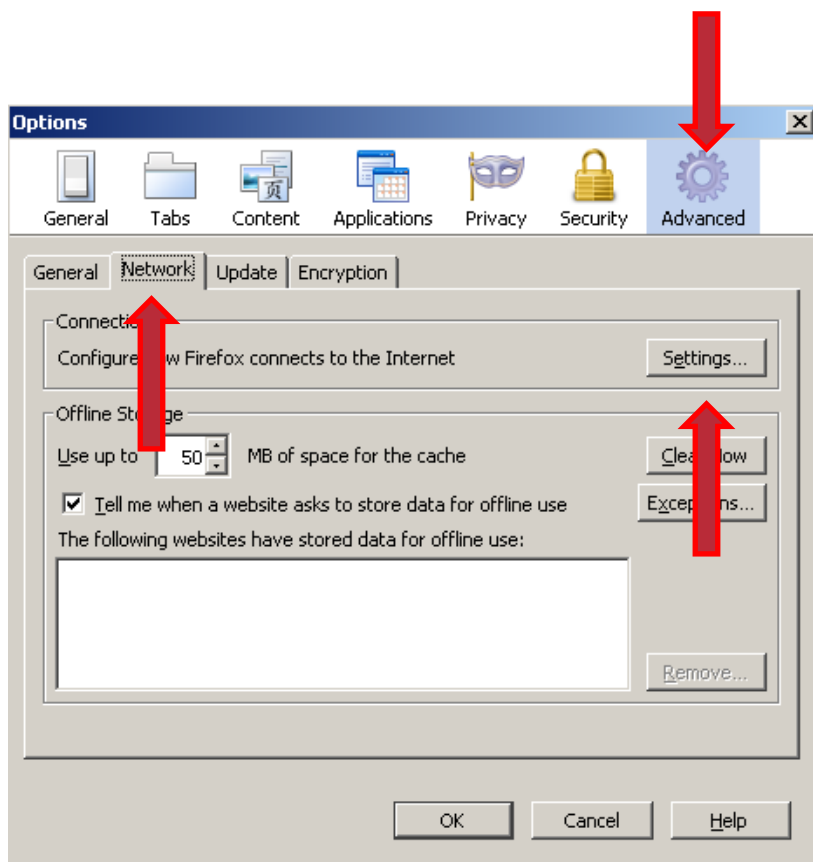 Options
General Tabs Content Applications Privacy Security Advanced
页
General Network Update Encryption
Configure Firefox connects to the Internet
Settings...
Offline
Use up to 50 MB of space for the cache
Tell me when a website asks to store data for offline use
The following websites have stored data for offline use:
Remove...
OK Cancel Help